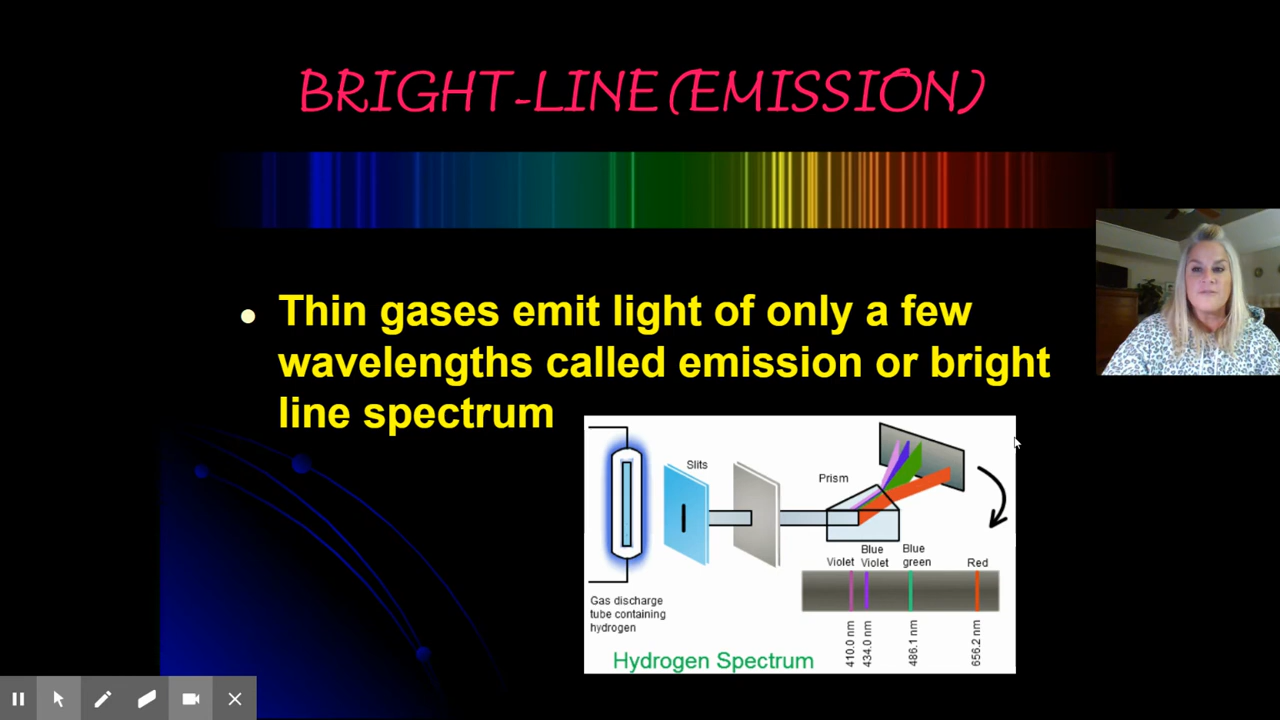 BRIGHT-LINE (EMISSION)
Thin gases emit light of only a few
wavelengths called emission or bright
line spectrum
Slits
Prism
Blue
Blue
Violet
Violet
green
Red
Gas discharge
tube containing
hydrogen
410.0 nm
434.0 nm
486.1 nm
656.2 nm
Hydrogen Spectrum